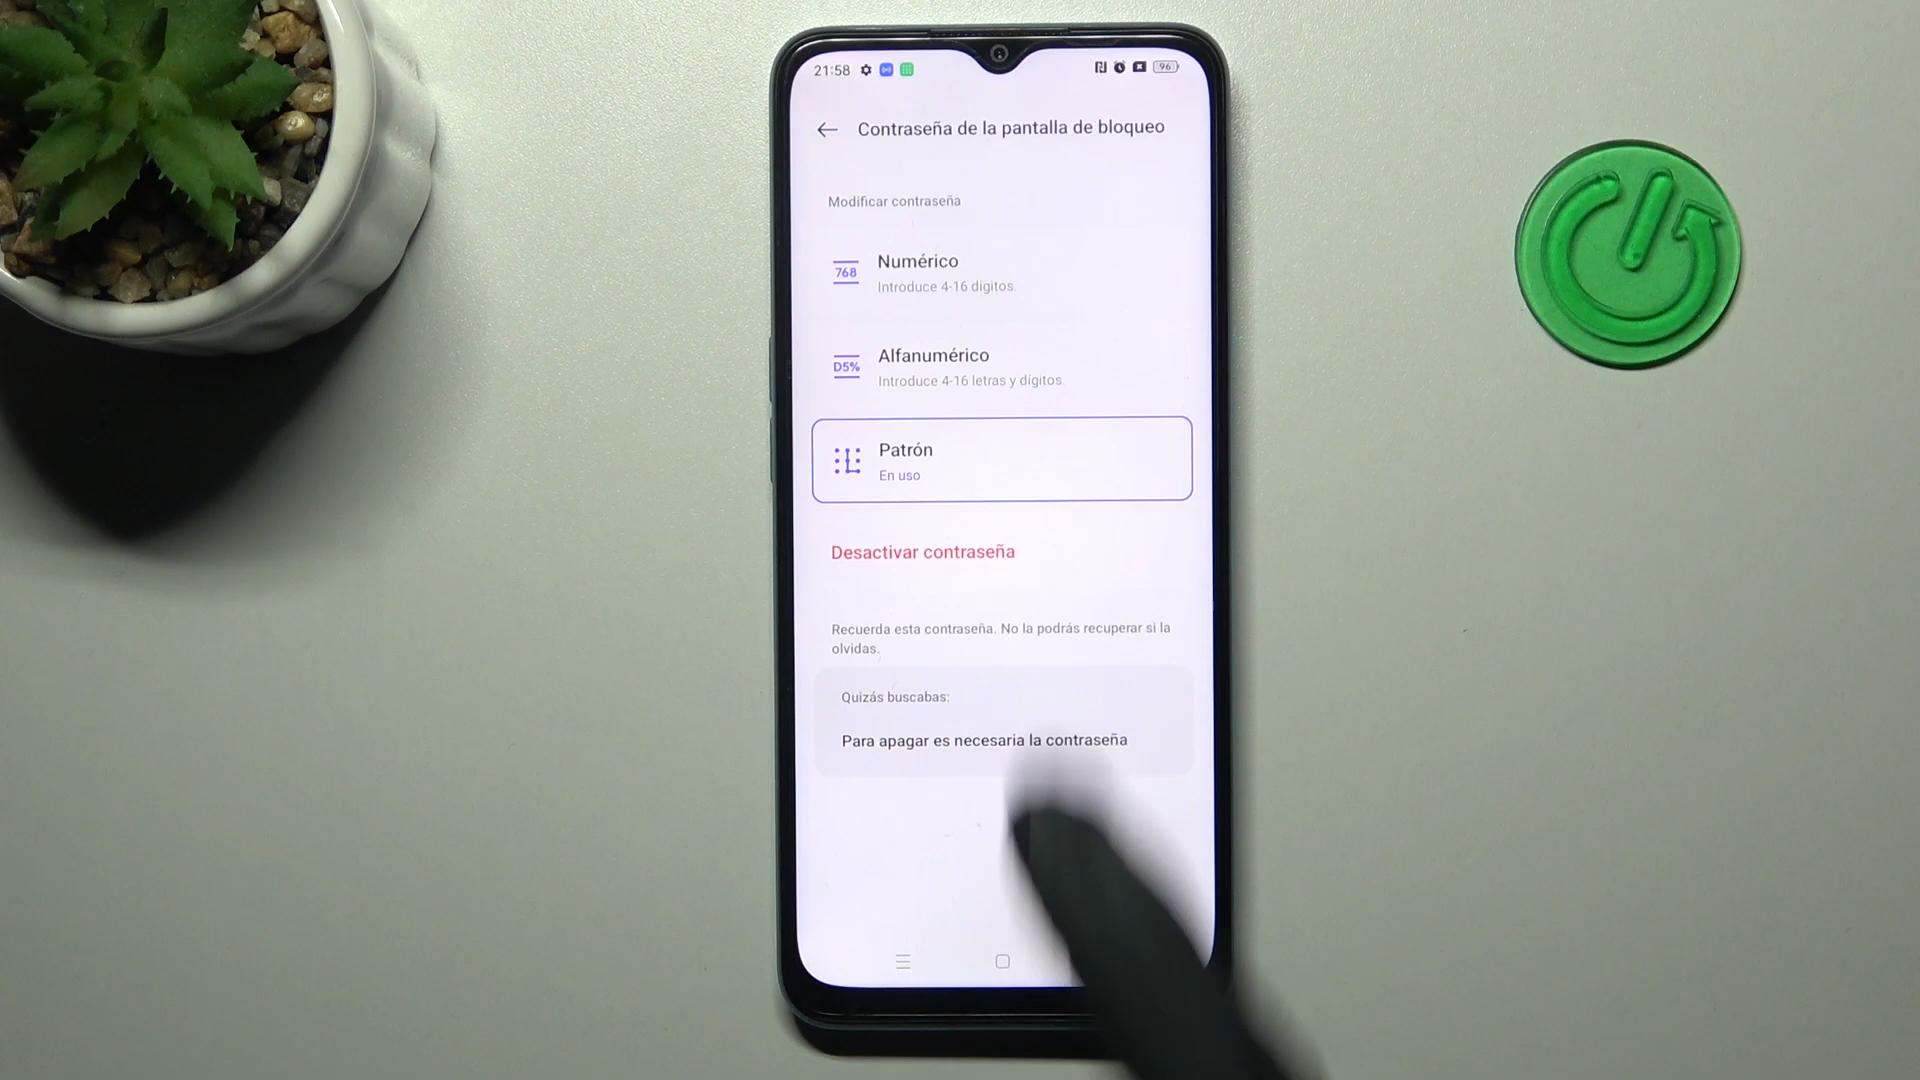 21:58
96
Contraseña de la pantalla de bloqueo
Modificar contraseña
768
Numérico
Introduce 4-16 dígitos.
D5%
Alfanumérico
Introduce 4-16 letras y dígitos.
Patrón
En uso
Desactivar contraseña
Recuerda esta contraseña. No la podrás recuperar si la
olvidas.
Quizás buscabas:
Para apagar es necesaria la contraseña